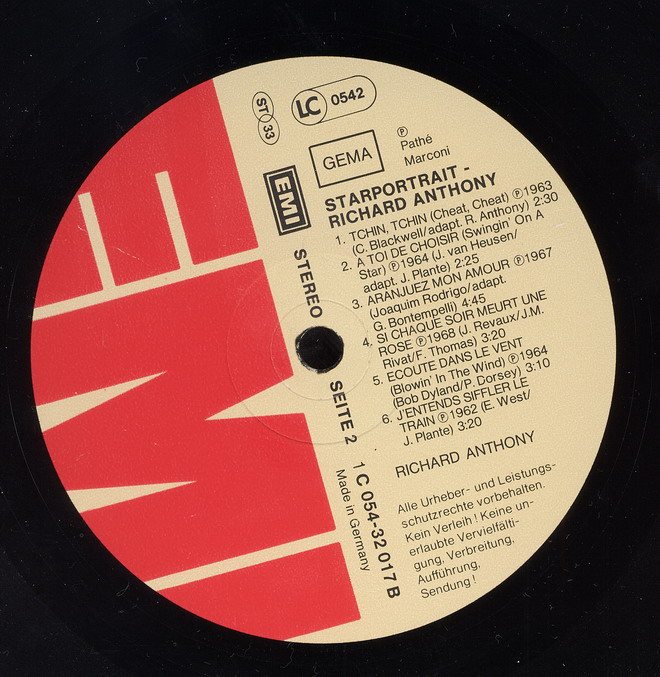 EMI
ST 33
LC 0542
GEMA
℗
Pathé
Marconi
EMI
STEREO
STARPORTRAIT -
RICHARD ANTHONY
1. TCHIN, TCHIN (Cheat, Cheat) ℗1963
(C. Blackwell/adapt. R. Anthony) 2:30
2. A TOI DE CHOISIR (Swingin' On A
Star) ℗1964 (J. van Heusen/
adapt. J. Plante) 2:25
3. ARANJUEZ MON AMOUR ℗1967
(Joaquim Rodrigo/adapt.
G. Bontempelli) 4:45
4. SI CHAQUE SOIR MEURT UNE
ROSE ℗1968 (J. Revaux/J.M.
Rivat/F. Thomas) 3:20
5. ECOUTE DANS LE VENT
(Blowin' In The Wind) ℗1964
(Bob Dyland/P. Dorsey) 3:10
6. J'ENTENDS SIFFLER LE
TRAIN ℗1962 (E. West/
J. Plante) 3:20
RICHARD ANTHONY
SEITE 2
1 C 054-32 017 B
Made in Germany
Alle Urheber- und Leistungs-
schutzrechte vorbehalten.
Kein Verleih! Keine un-
erlaubte Vervielfälti-
gung, Verbreitung,
Aufführung,
Sendung!